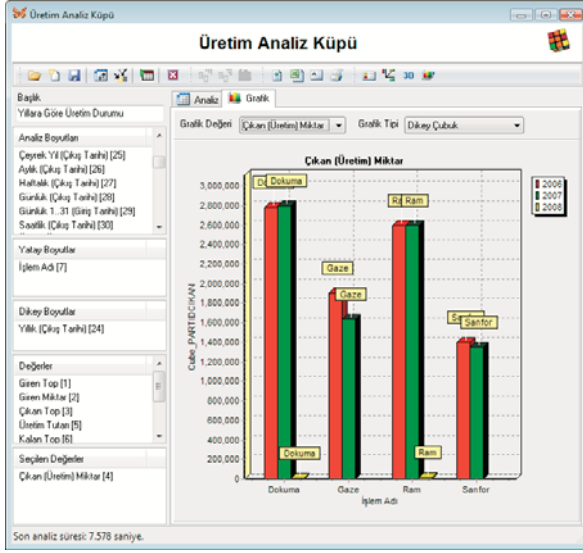 Üretim Analiz Küpü
Üretim Analiz Küpü
3D
Başlık
Yıllara Göre Üretim Durumu
Analiz Boyutları
Çeyrek Yıl (Çıkış Tarihi) [25]
Aylık (Çıkış Tarihi) [26]
Haftalık (Çıkış Tarihi) [27]
Günlük (Çıkış Tarihi) [28]
Günlük 1..31 (Giriş Tarihi) [29]
Saatlik (Çıkış Tarihi) [30]
Yatay Boyutlar
İşlem Adı [7]
Dikey Boyutlar
Yıllık (Çıkış Tarihi) [24]
Değerler
Giren Top [1]
Giren Miktar [2]
Çıkan Top [3]
Üretim Tutarı [5]
Kalan Top [6]
Seçilen Değerler
Çıkan (Üretim) Miktar [4]
Analiz Grafik
Grafik Değeri Çıkan (Üretim) Miktar Grafik Tipi Dikey Çubuk
Çıkan (Üretim) Miktar
3,000,000
2,800,000
2,600,000
2,400,000
2,200,000
2,000,000
1,800,000
1,600,000
1,400,000
1,200,000
1,000,000
800,000
600,000
400,000
200,000
0
Cube_PARTIDCIKAN
Dokuma
Ram
Gaze
Gaze
Sanfor
Dokuma
Ram
2006
2007
2008
Dokuma Gaze Ram Sanfor
İşlem Adı
Son analiz süresi: 7.578 saniye.